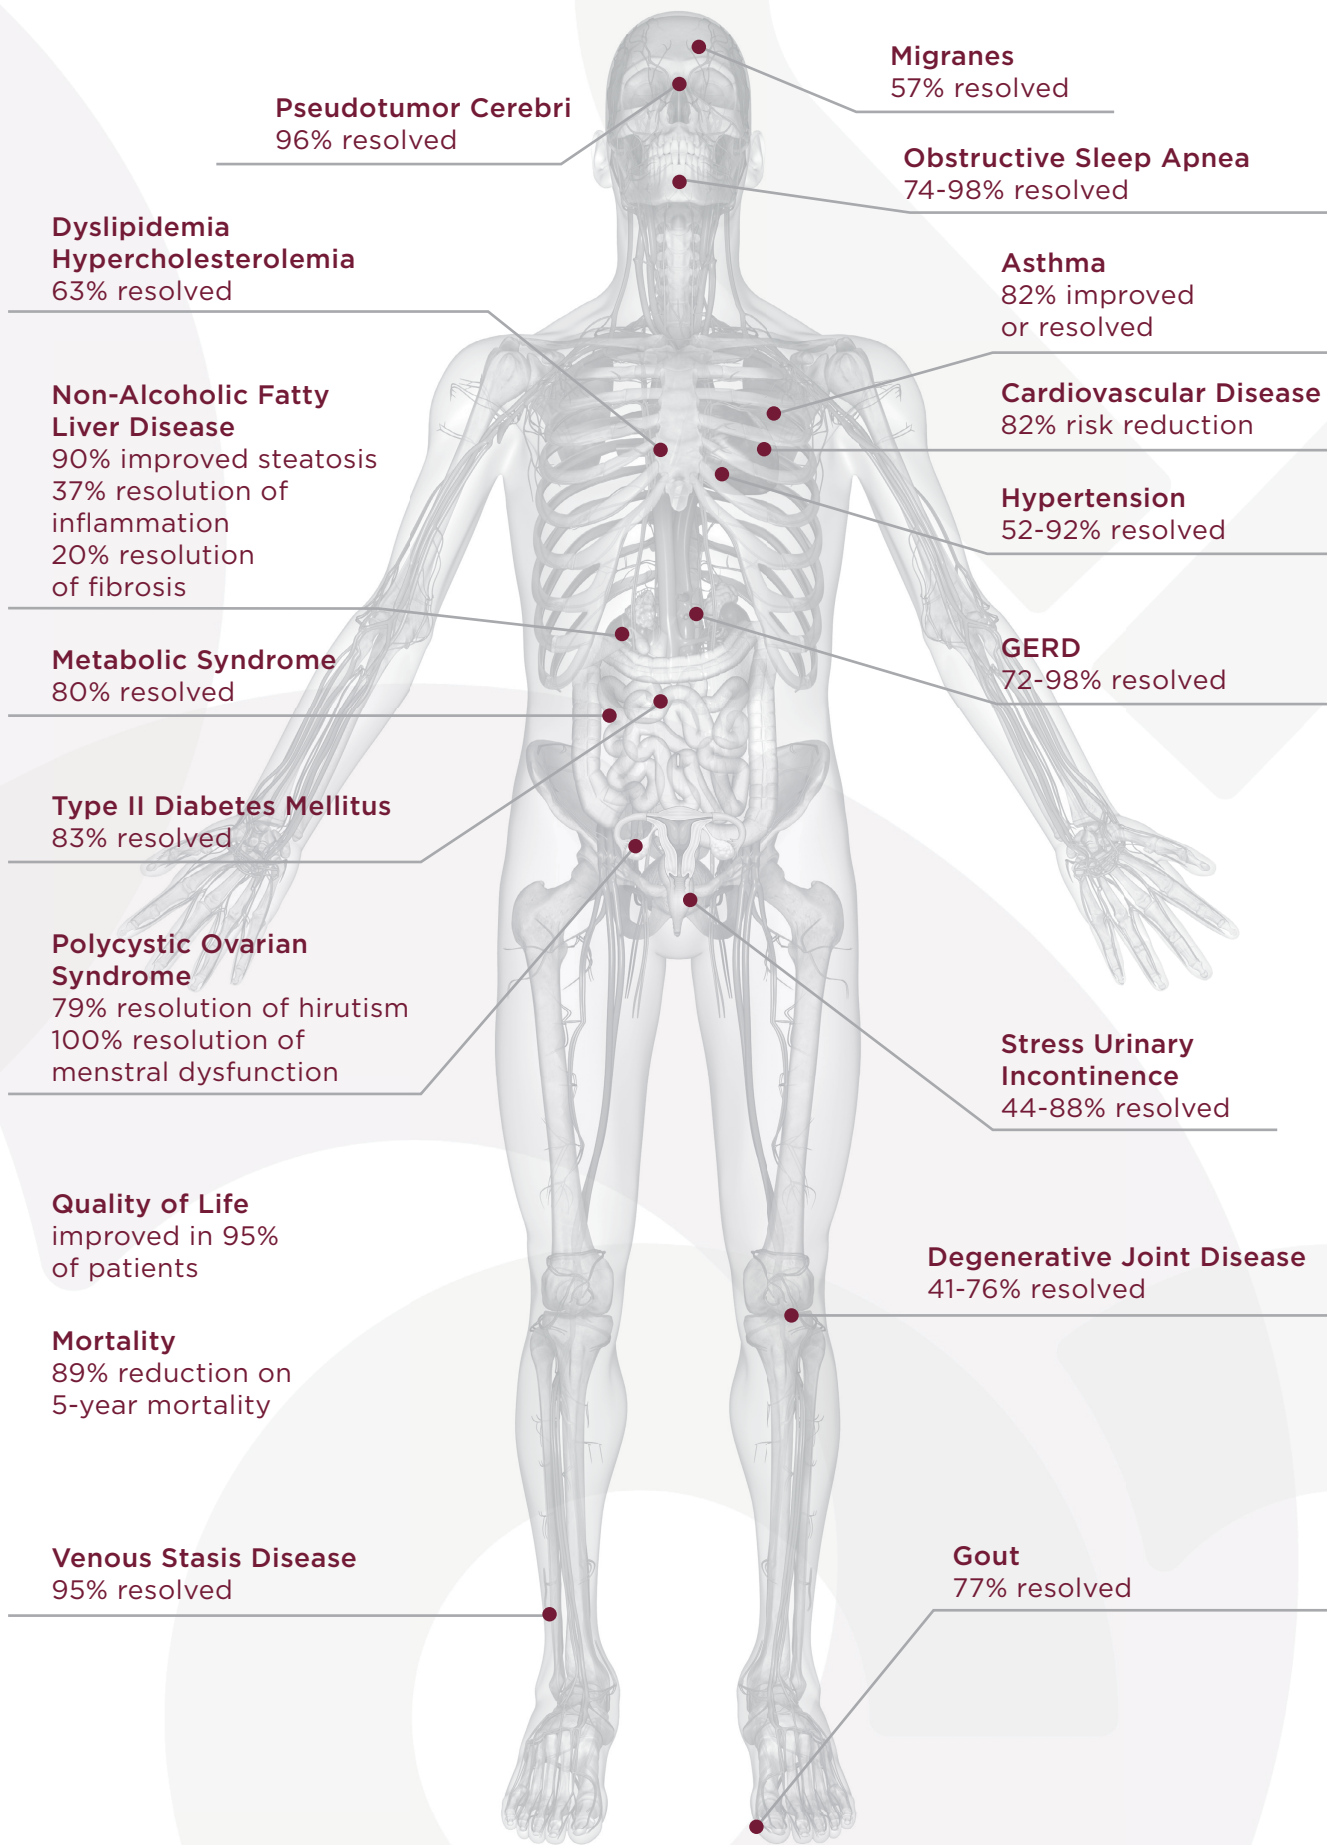 Migranes
57% resolved
Pseudotumor Cerebri
96% resolved
Obstructive Sleep Apnea
74-98% resolved
Dyslipidemia
Hypercholesterolemia
63% resolved
Asthma
82% improved
or resolved
Non-Alcoholic Fatty
Liver Disease
90% improved steatosis
37% resolution of
inflammation
20% resolution
of fibrosis
Cardiovascular Disease
82% risk reduction
Hypertension
52-92% resolved
GERD
72-98% resolved
Metabolic Syndrome
80% resolved
Type II Diabetes Mellitus
83% resolved
Polycystic Ovarian
Syndrome
79% resolution of hirutism
100% resolution of
menstral dysfunction
Stress Urinary
Incontinence
44-88% resolved
Quality of Life
improved in 95%
of patients
Degenerative Joint Disease
41-76% resolved
Mortality
89% reduction on
5-year mortality
Venous Stasis Disease
95% resolved
Gout
77% resolved